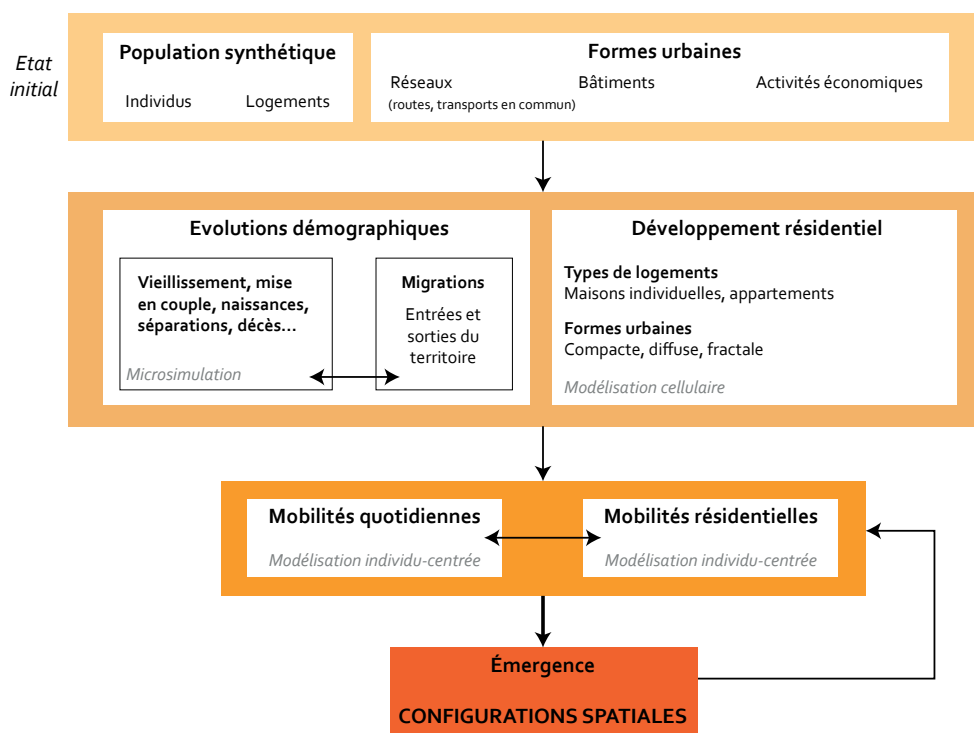 Etat
initial
Population synthétique
Individus
Logements
Formes urbaines
Réseaux
(routes, transports en commun)
Bâtiments
Activités économiques
Evolutions démographiques
Vieillissement, mise
en couple, naissances,
séparations, décès...
Microsimulation
Migrations
Entrées et
sorties du
territoire
Développement résidentiel
Types de logements
Maisons individuelles, appartements
Formes urbaines
Compacte, diffuse, fractale
Modélisation cellulaire
Mobilités quotidiennes
Modélisation individu-centrée
Mobilités résidentielles
Modélisation individu-centrée
Émergence
CONFIGURATIONS SPATIALES